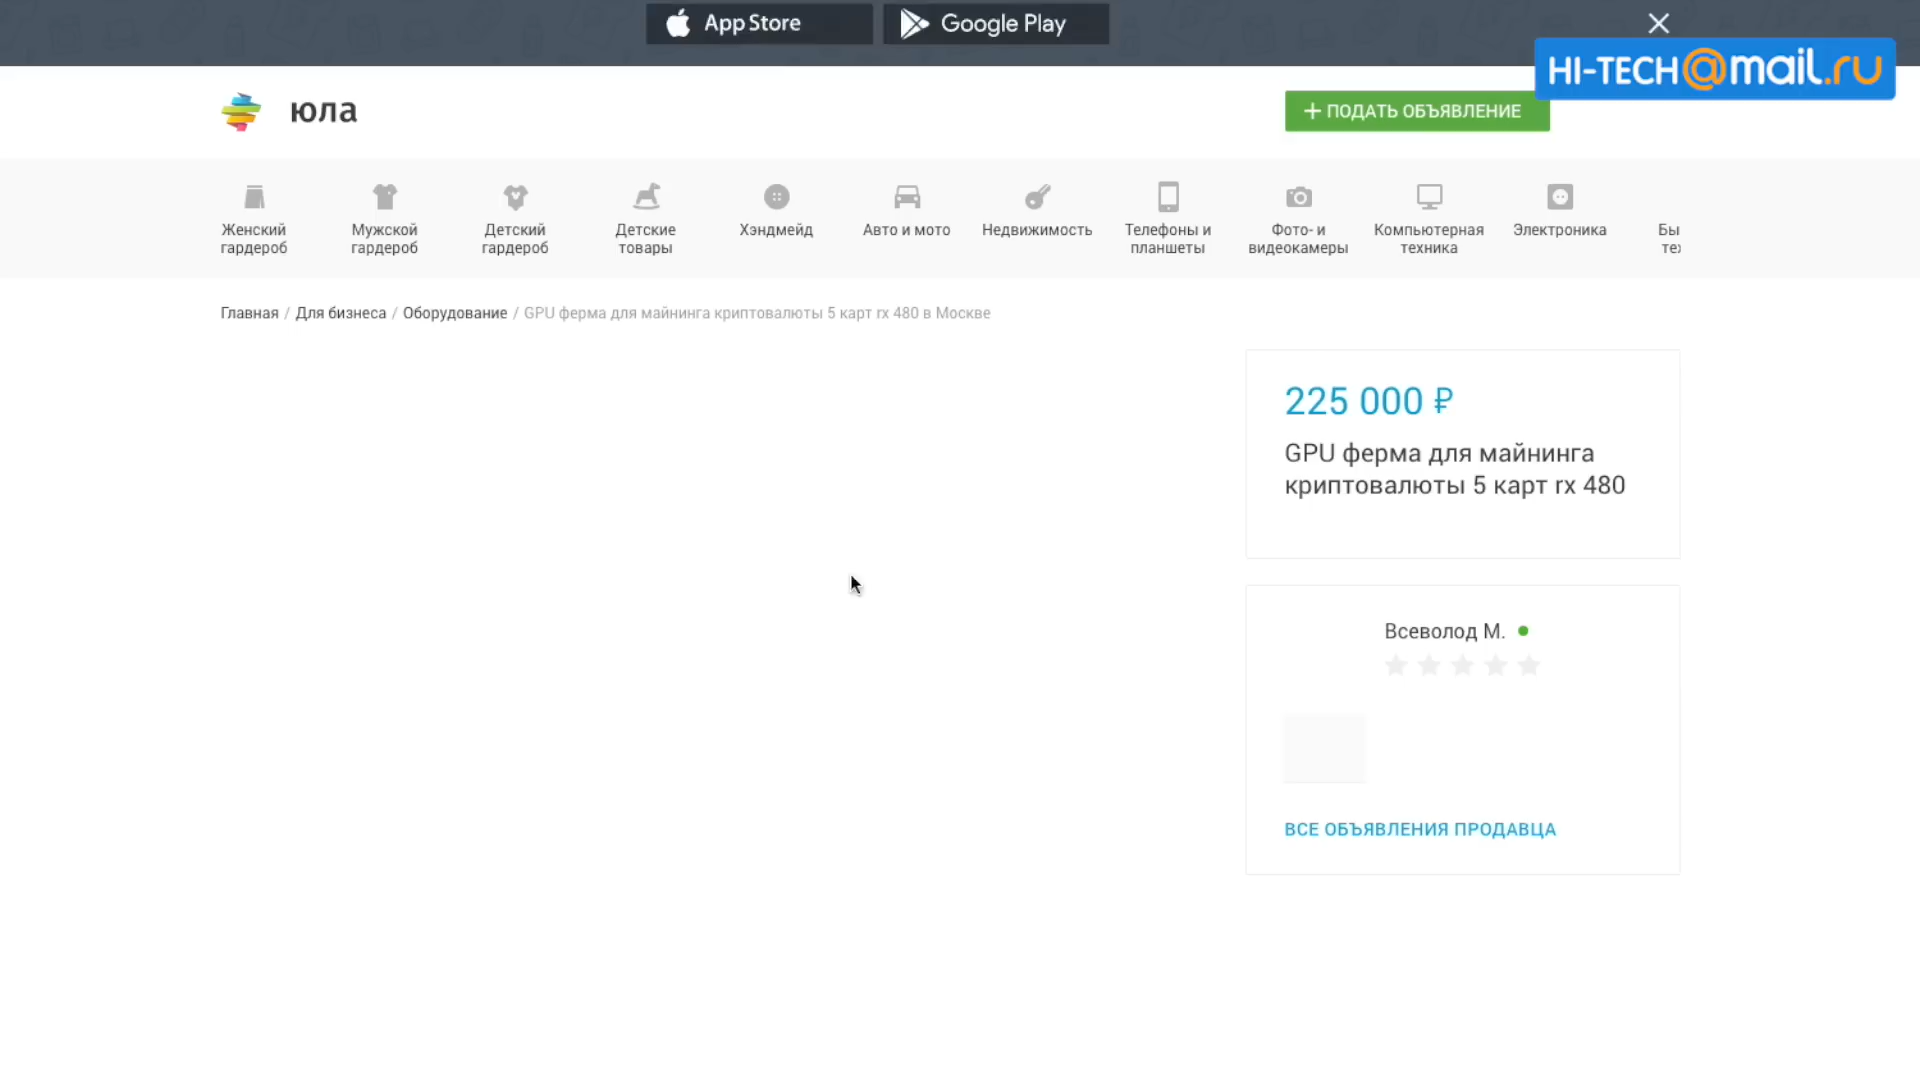 App Store
Google Play
HI-TECH@mail.ru
юла
+ ПОДАТЬ ОБЪЯВЛЕНИЕ
Женский
гардероб
Мужской
гардероб
Детский
гардероб
Детские
товары
Хэндмейд
Авто и мото
Недвижимость
Телефоны и
планшеты
Фото- и
видеокамеры
Компьютерная
техника
Электроника
Бы
те
Главная / Для бизнеса / Оборудование / GPU ферма для майнинга криптовалюты 5 карт rx 480 в Москве
225 000 ₽
GPU ферма для майнинга
криптовалюты 5 карт rx 480
Всеволод М.
ВСЕ ОБЪЯВЛЕНИЯ ПРОДАВЦА